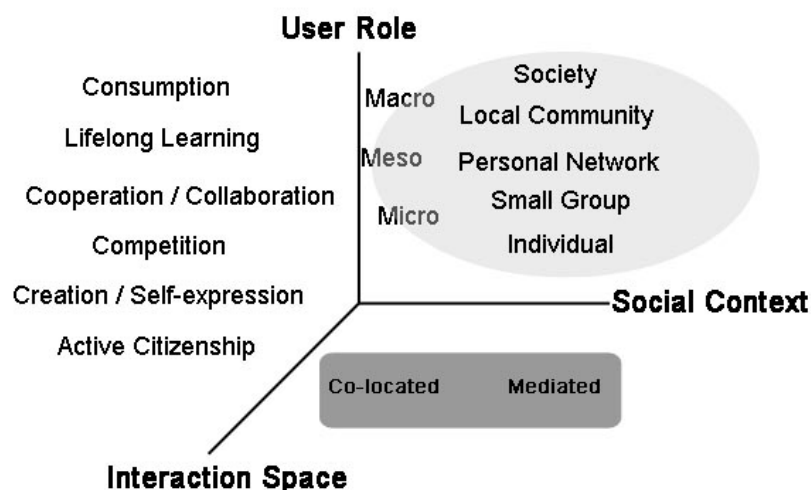 User Role
Consumption
Lifelong Learning
Cooperation / Collaboration
Competition
Creation / Self-expression
Active Citizenship
Macro
Meso
Micro
Society
Local Community
Personal Network
Small Group
Individual
Social Context
Co-located Mediated
Interaction Space